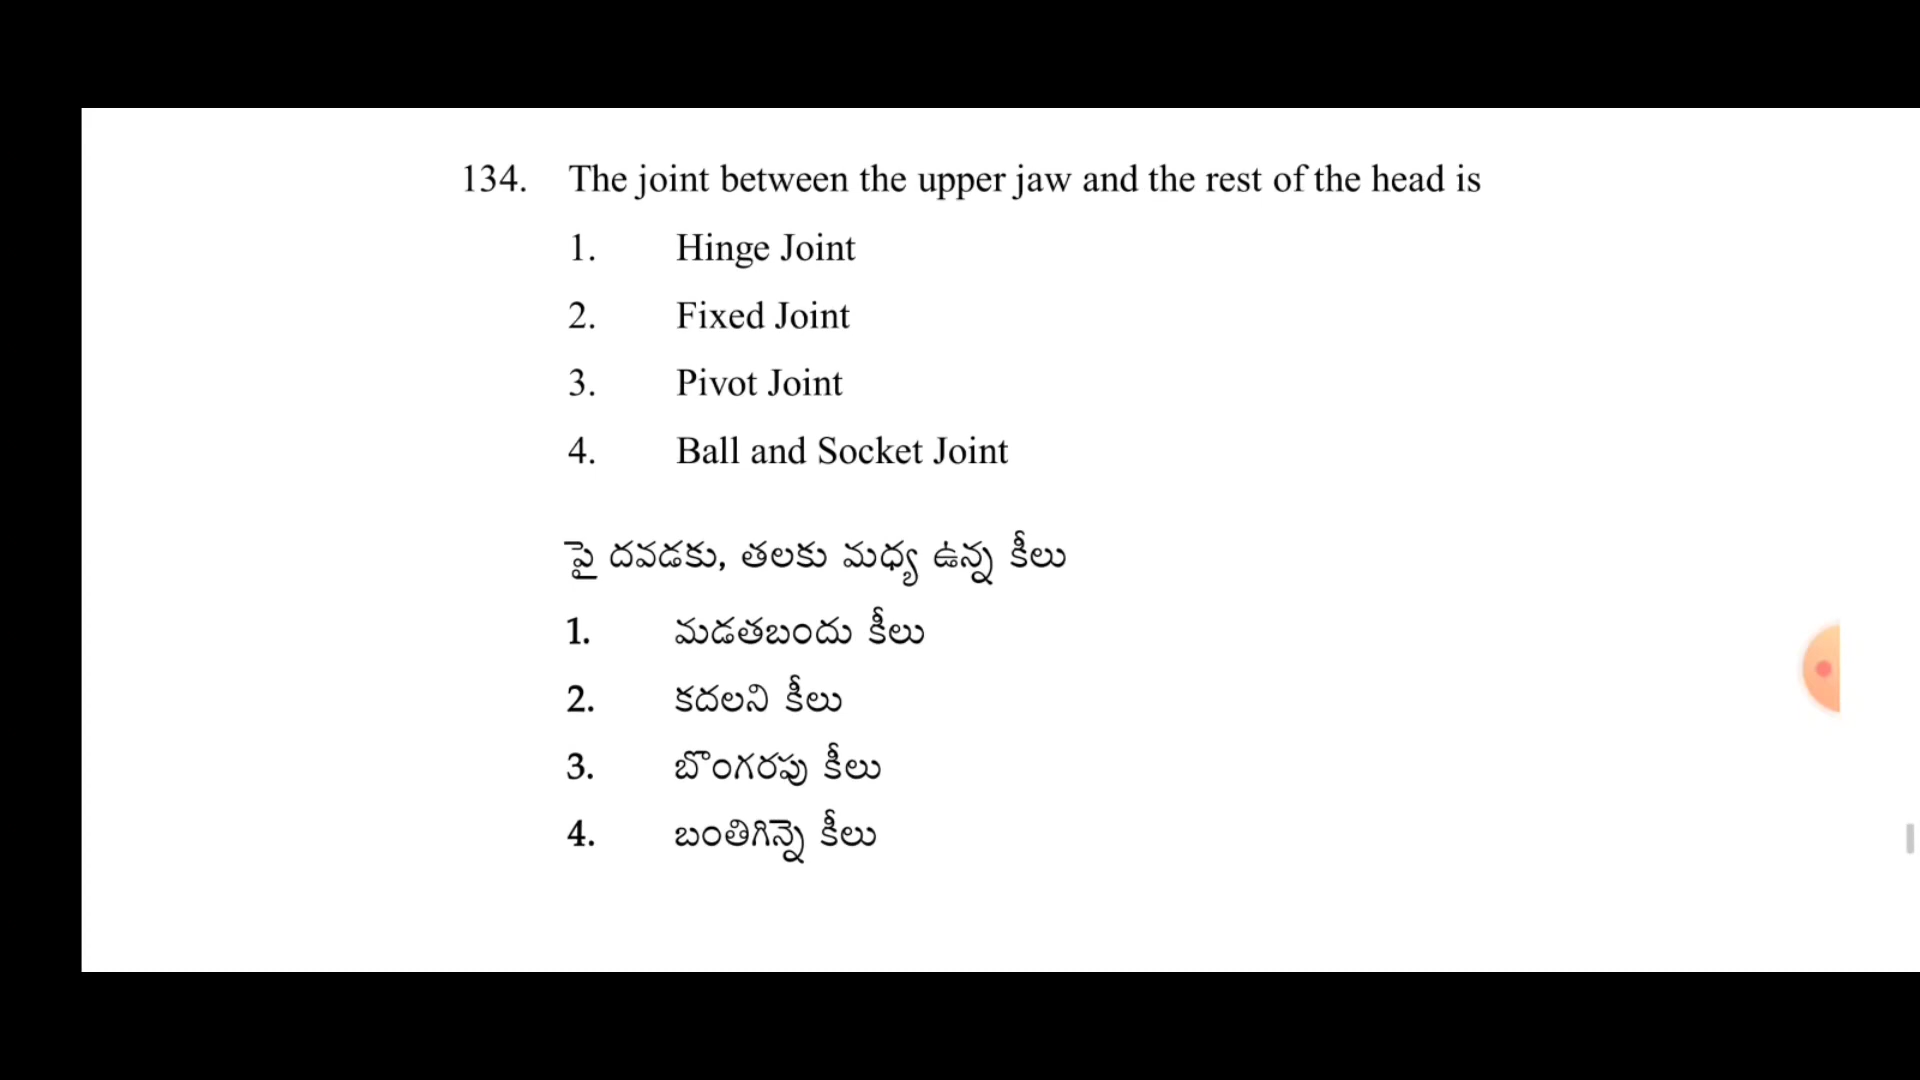 134. The joint between the upper jaw and the rest of the head is
1. Hinge Joint
2. Fixed Joint
3. Pivot Joint
4. Ball and Socket Joint
పై దవడకు, తలకు మధ్య ఉన్న కీలు
1. మడతబందు కీలు
2. కదలని కీలు
3. బొంగరపు కీలు
4. బంతిగిన్నె కీలు